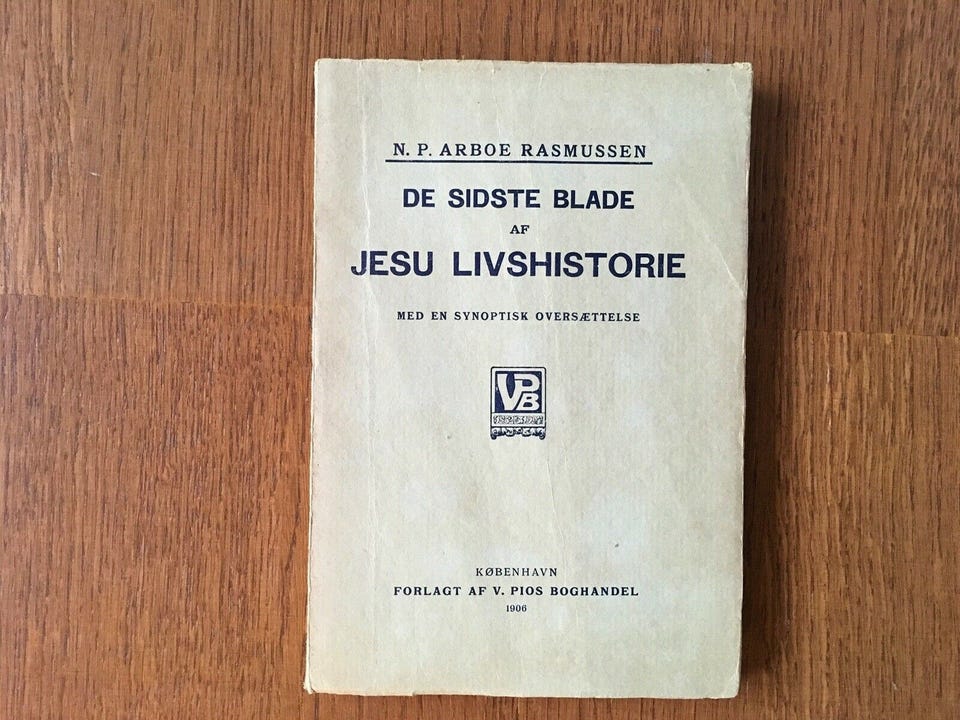 N. P. ARBOE RASMUSSEN
DE SIDSTE BLADE
AF
JESU LIVSHISTORIE
MED EN SYNOPTISK OVERSÆTTELSE
VPB
KØBENHAVN
FORLAGT AF V. PIOS BOGHANDEL
1906